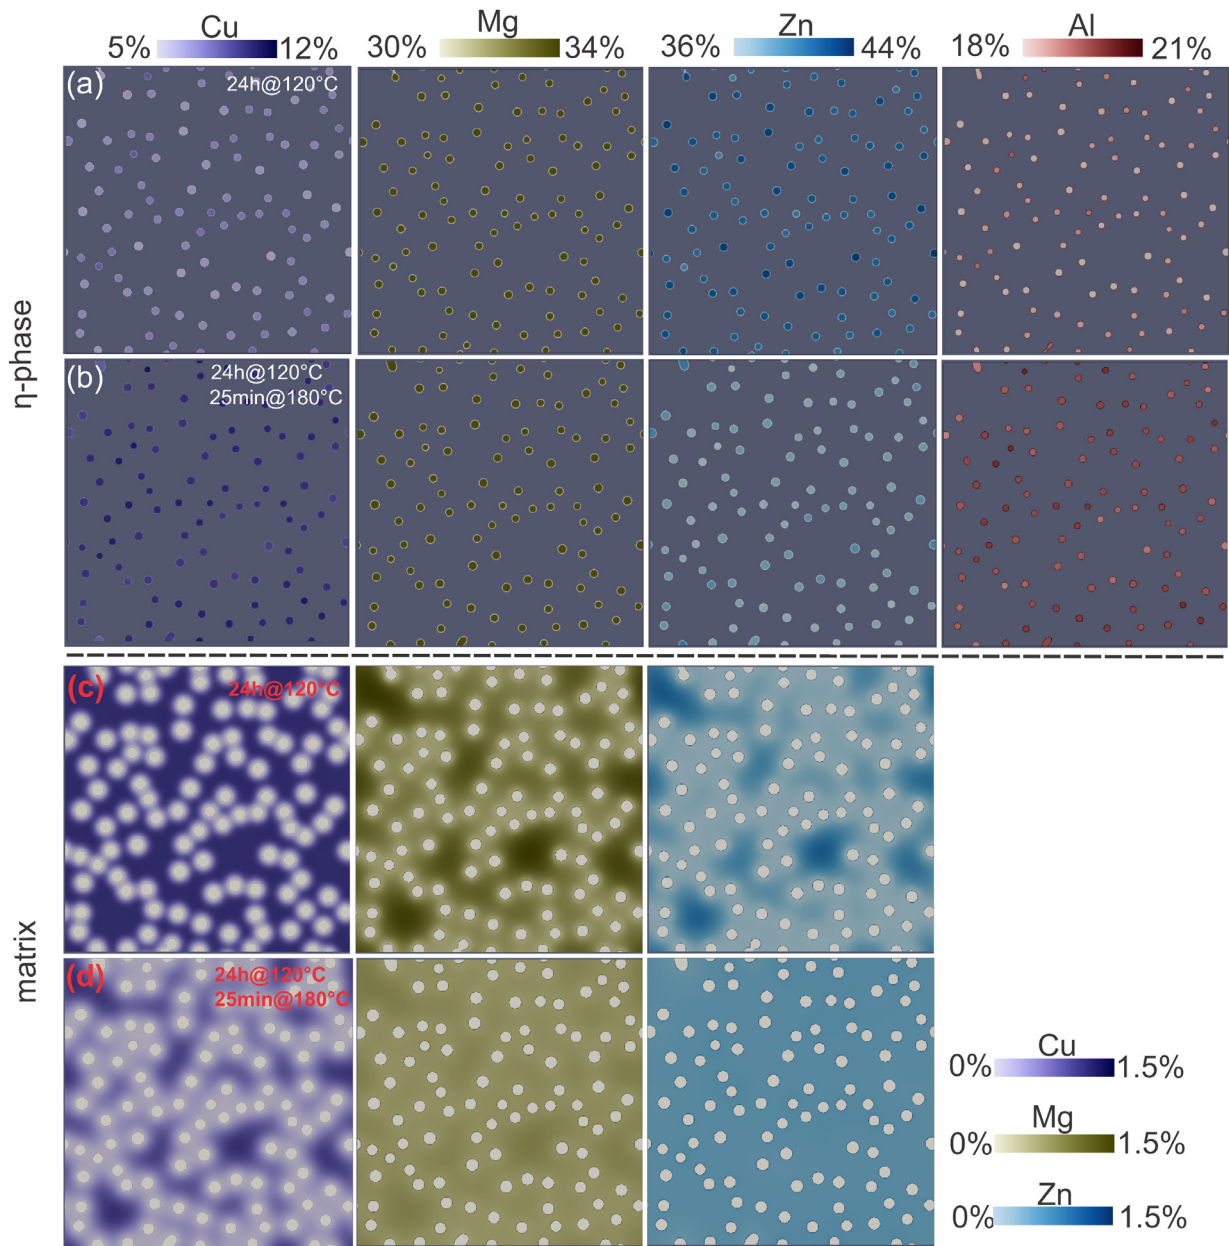 Cu Mg Zn Al
5% 12% 30% 34% 36% 44% 18% 21%
(a) 24h@120°C
η-phase
(b) 24h@120°C
25min@180°C
(c) 24h@120°C
matrix
(d) 24h@120°C
25min@180°C
Cu
0% 1.5%
Mg
0% 1.5%
Zn
0% 1.5%